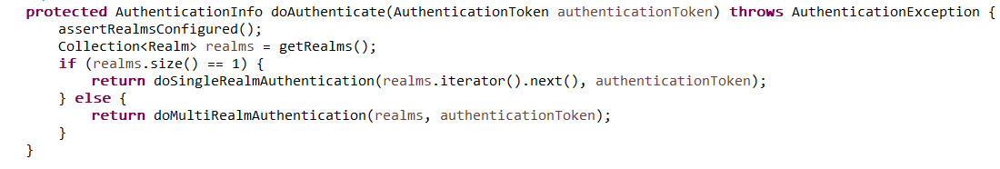 protected AuthenticationInfo doAuthenticate(AuthenticationToken authenticationToken) throws AuthenticationException {
    assertRealmsConfigured();
    Collection<Realm> realms = getRealms();
    if (realms.size() == 1) {
        return doSingleRealmAuthentication(realms.iterator().next(), authenticationToken);
    } else {
        return doMultiRealmAuthentication(realms, authenticationToken);
    }
}